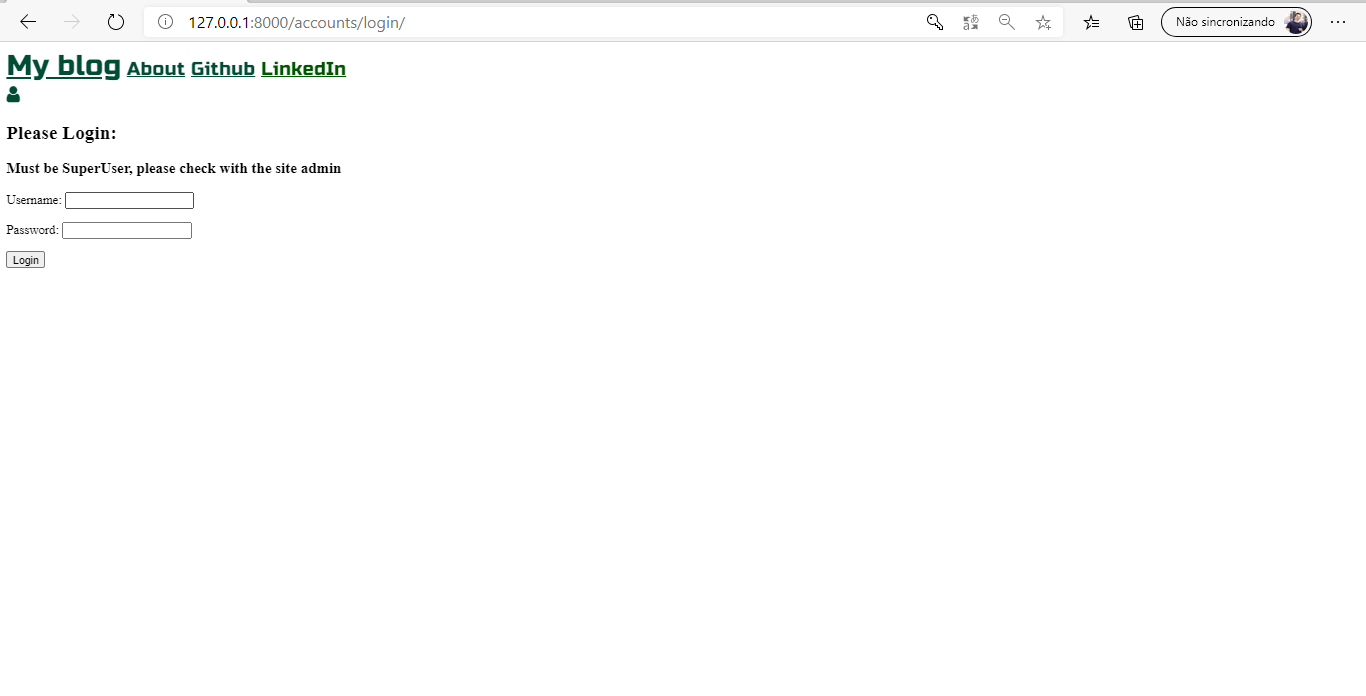 127.0.0.1:8000/accounts/login/
Não sincronizando
My blog About Github LinkedIn
Please Login:
Must be SuperUser, please check with the site admin
Username:
Password:
Login